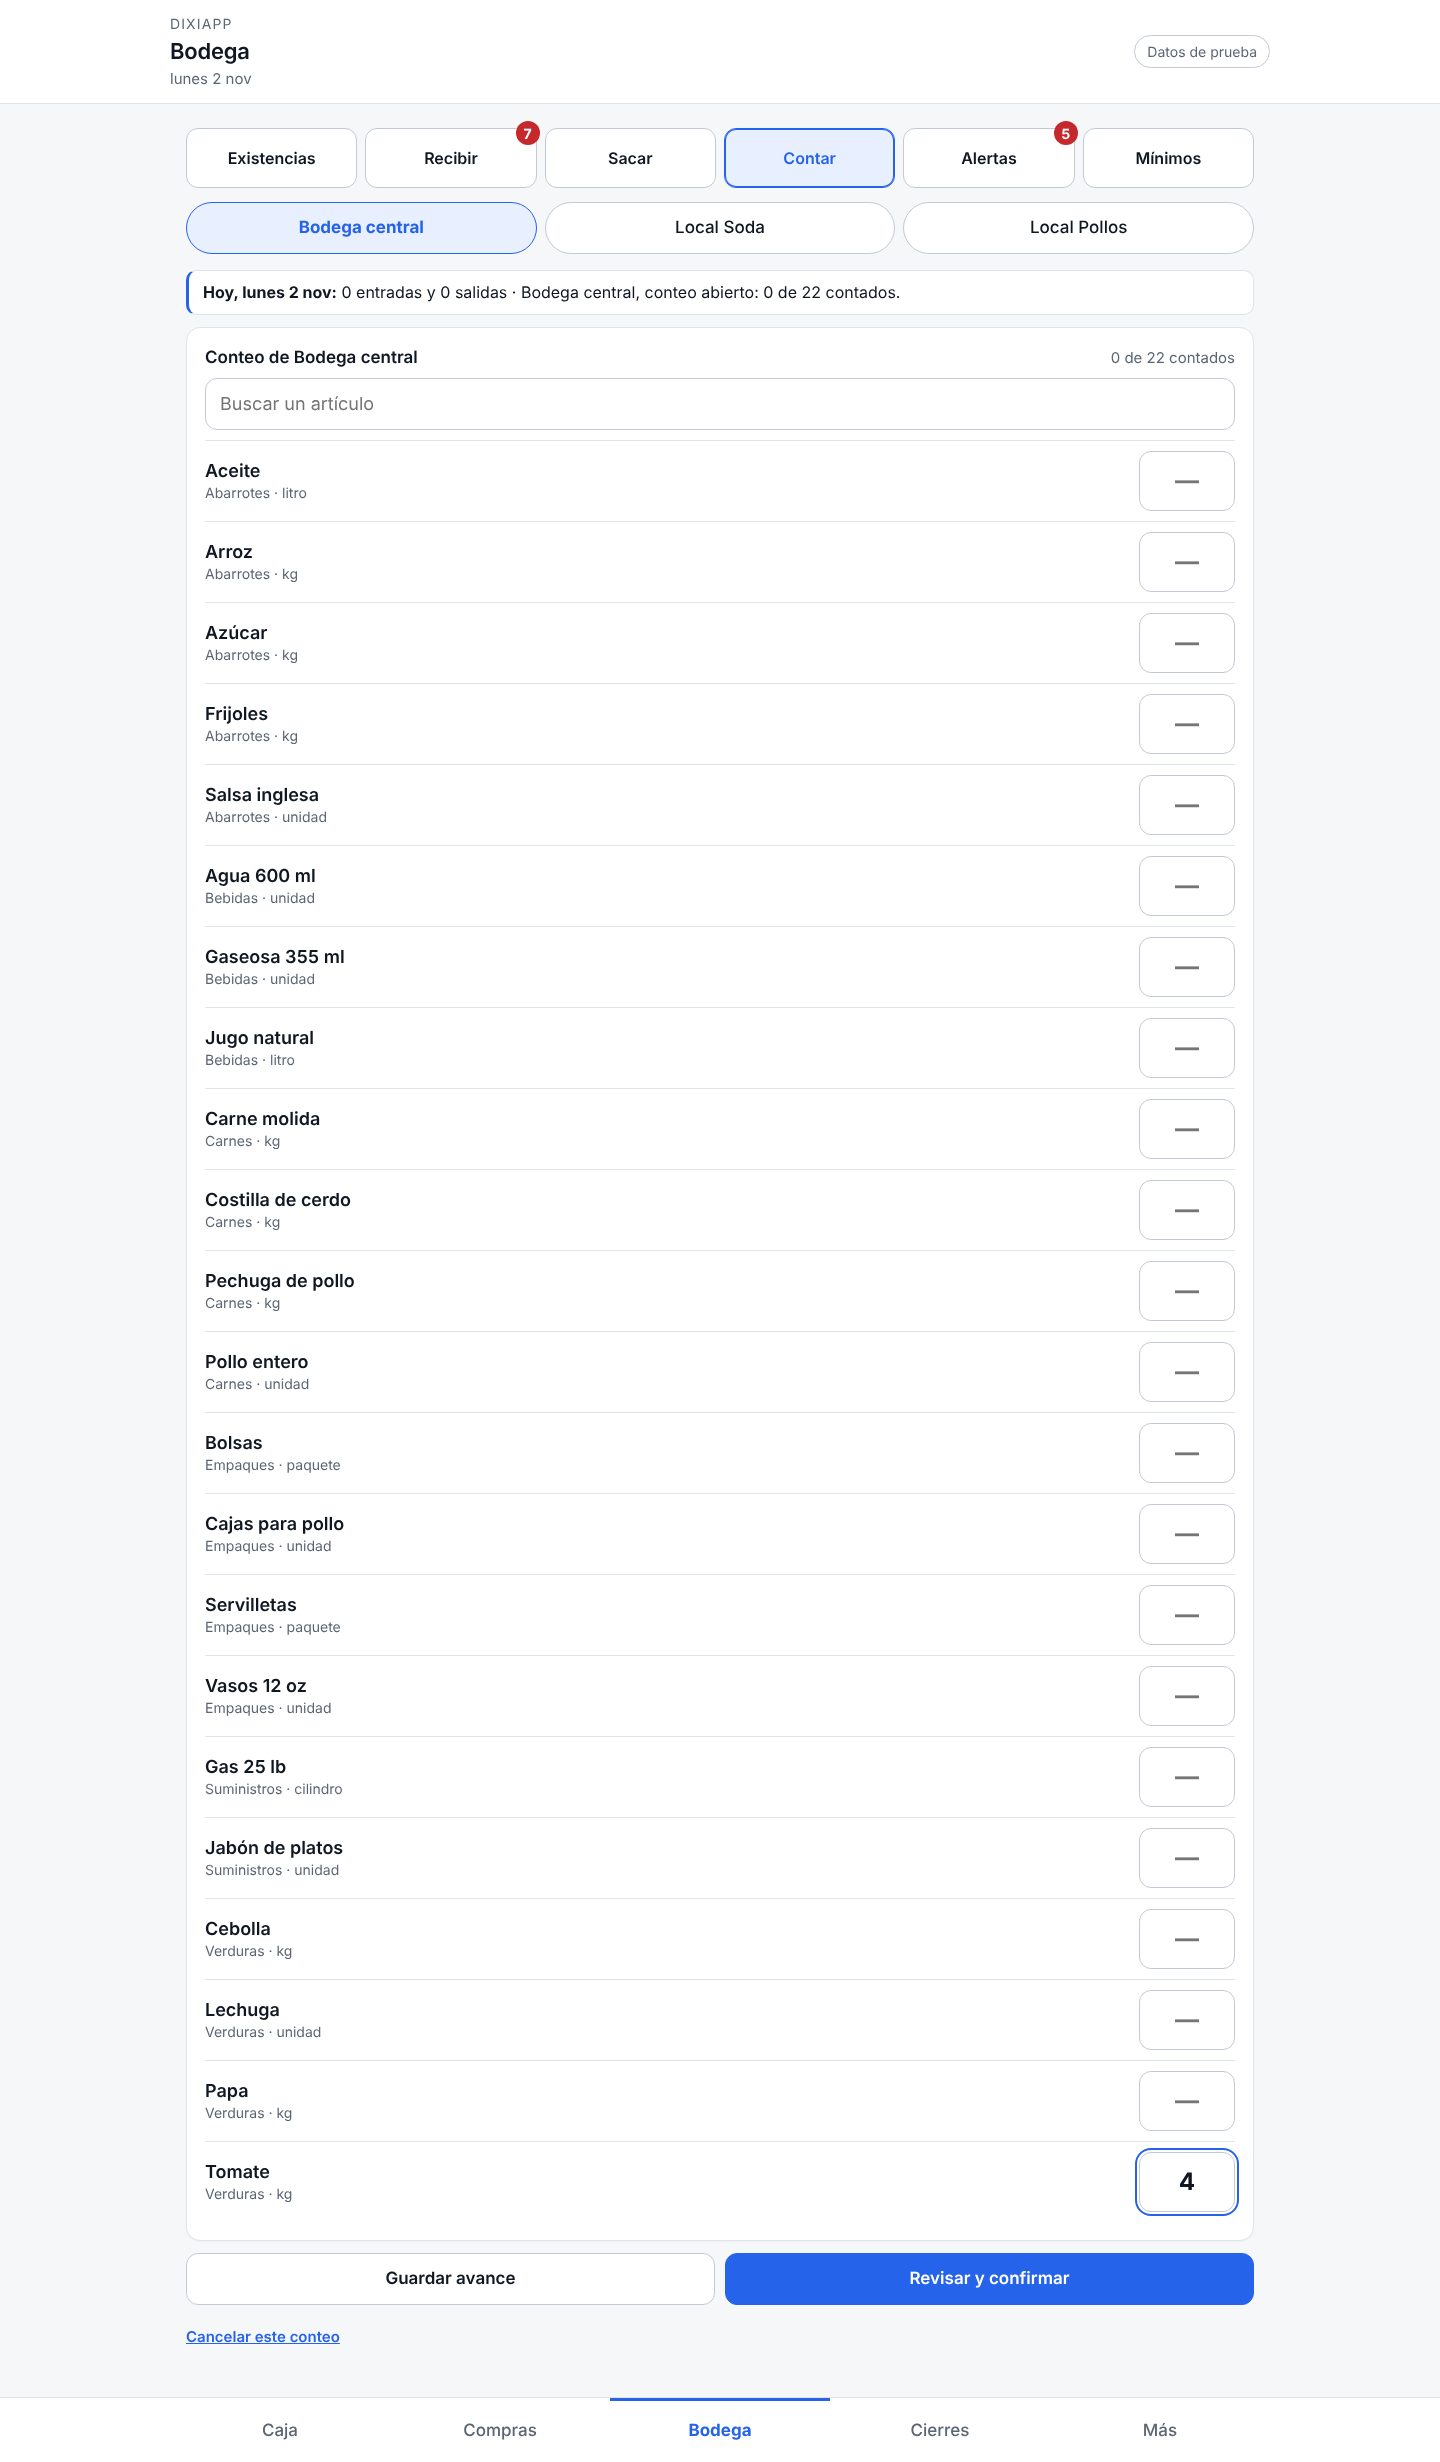 DIXIAPP
Bodega
lunes 2 nov
Datos de prueba
Existencias
Recibir
7
Sacar
Contar
Alertas
5
Mínimos
Bodega central
Local Soda
Local Pollos
Hoy, lunes 2 nov: 0 entradas y 0 salidas · Bodega central, conteo abierto: 0 de 22 contados.
Conteo de Bodega central
0 de 22 contados
Buscar un artículo
Aceite
Abarrotes · litro
—
Arroz
Abarrotes · kg
—
Azúcar
Abarrotes · kg
—
Frijoles
Abarrotes · kg
—
Salsa inglesa
Abarrotes · unidad
—
Agua 600 ml
Bebidas · unidad
—
Gaseosa 355 ml
Bebidas · unidad
—
Jugo natural
Bebidas · litro
—
Carne molida
Carnes · kg
—
Costilla de cerdo
Carnes · kg
—
Pechuga de pollo
Carnes · kg
—
Pollo entero
Carnes · unidad
—
Bolsas
Empaques · paquete
—
Cajas para pollo
Empaques · unidad
—
Servilletas
Empaques · paquete
—
Vasos 12 oz
Empaques · unidad
—
Gas 25 lb
Suministros · cilindro
—
Jabón de platos
Suministros · unidad
—
Cebolla
Verduras · kg
—
Lechuga
Verduras · unidad
—
Papa
Verduras · kg
—
Tomate
Verduras · kg
4
Guardar avance
Revisar y confirmar
Cancelar este conteo
Caja
Compras
Bodega
Cierres
Más